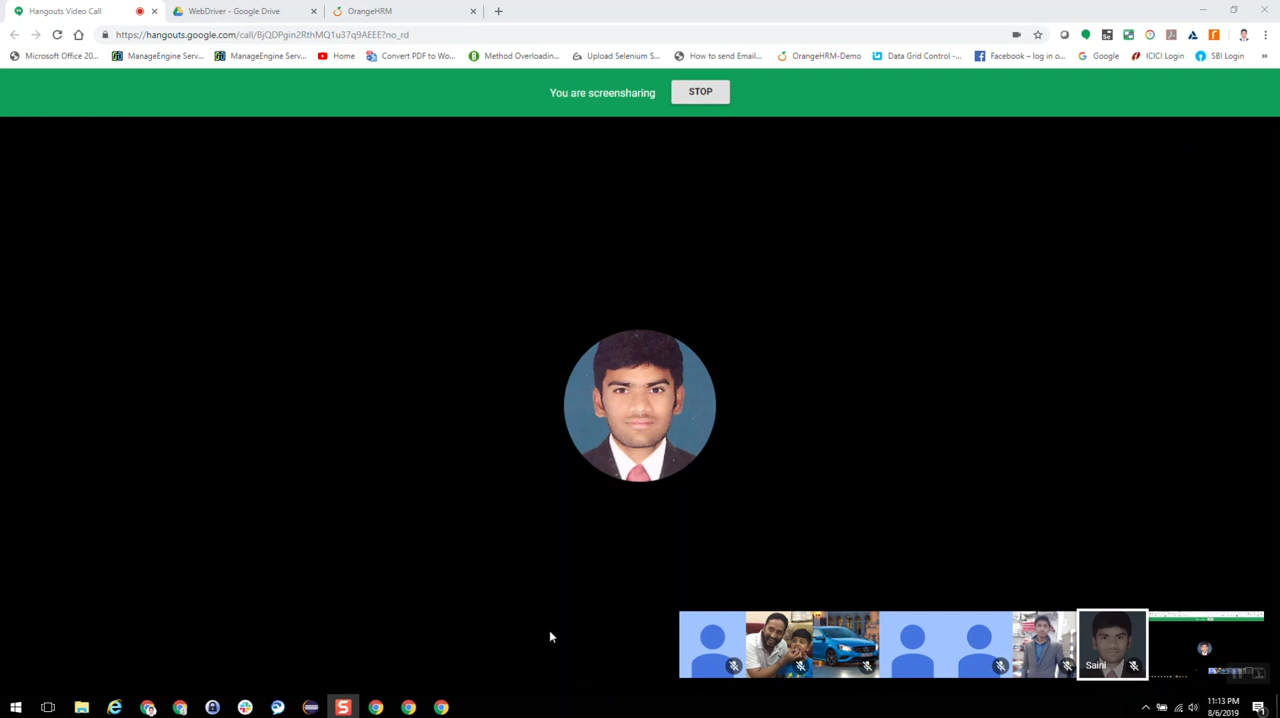 Hangouts Video Call
WebDriver - Google Drive
OrangeHRM
https://hangouts.google.com/call/BjQDPgin2RthMQ1u37q9AEEE?no_rd
Microsoft Office 20...
ManageEngine Serv...
ManageEngine Serv...
Home
Convert PDF to Wo...
Method Overloadin...
Upload Selenium S...
How to send Email...
OrangeHRM-Demo
Data Grid Control -...
Facebook – log in o...
Google
ICICI Login
SBI Login
You are screensharing
STOP
Saini
11:13 PM
8/6/2019